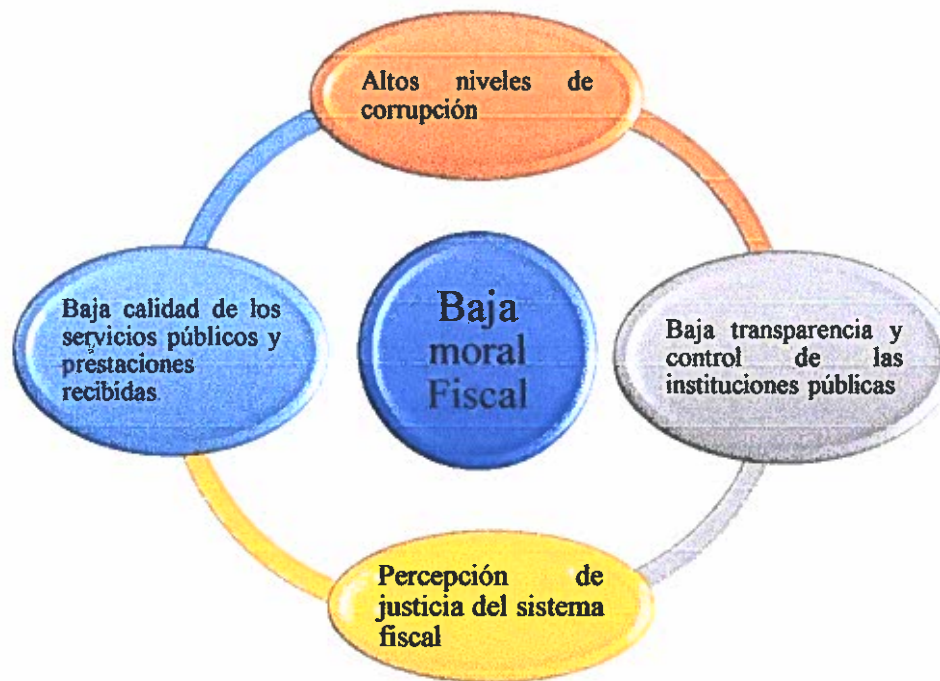 Altos niveles de
corrupción
Baja calidad de los
servicios públicos y
prestaciones
recibidas.
Baja
moral
Fiscal
Baja transparencia y
control de las
instituciones públicas
Percepción de
justicia del sistema
fiscal